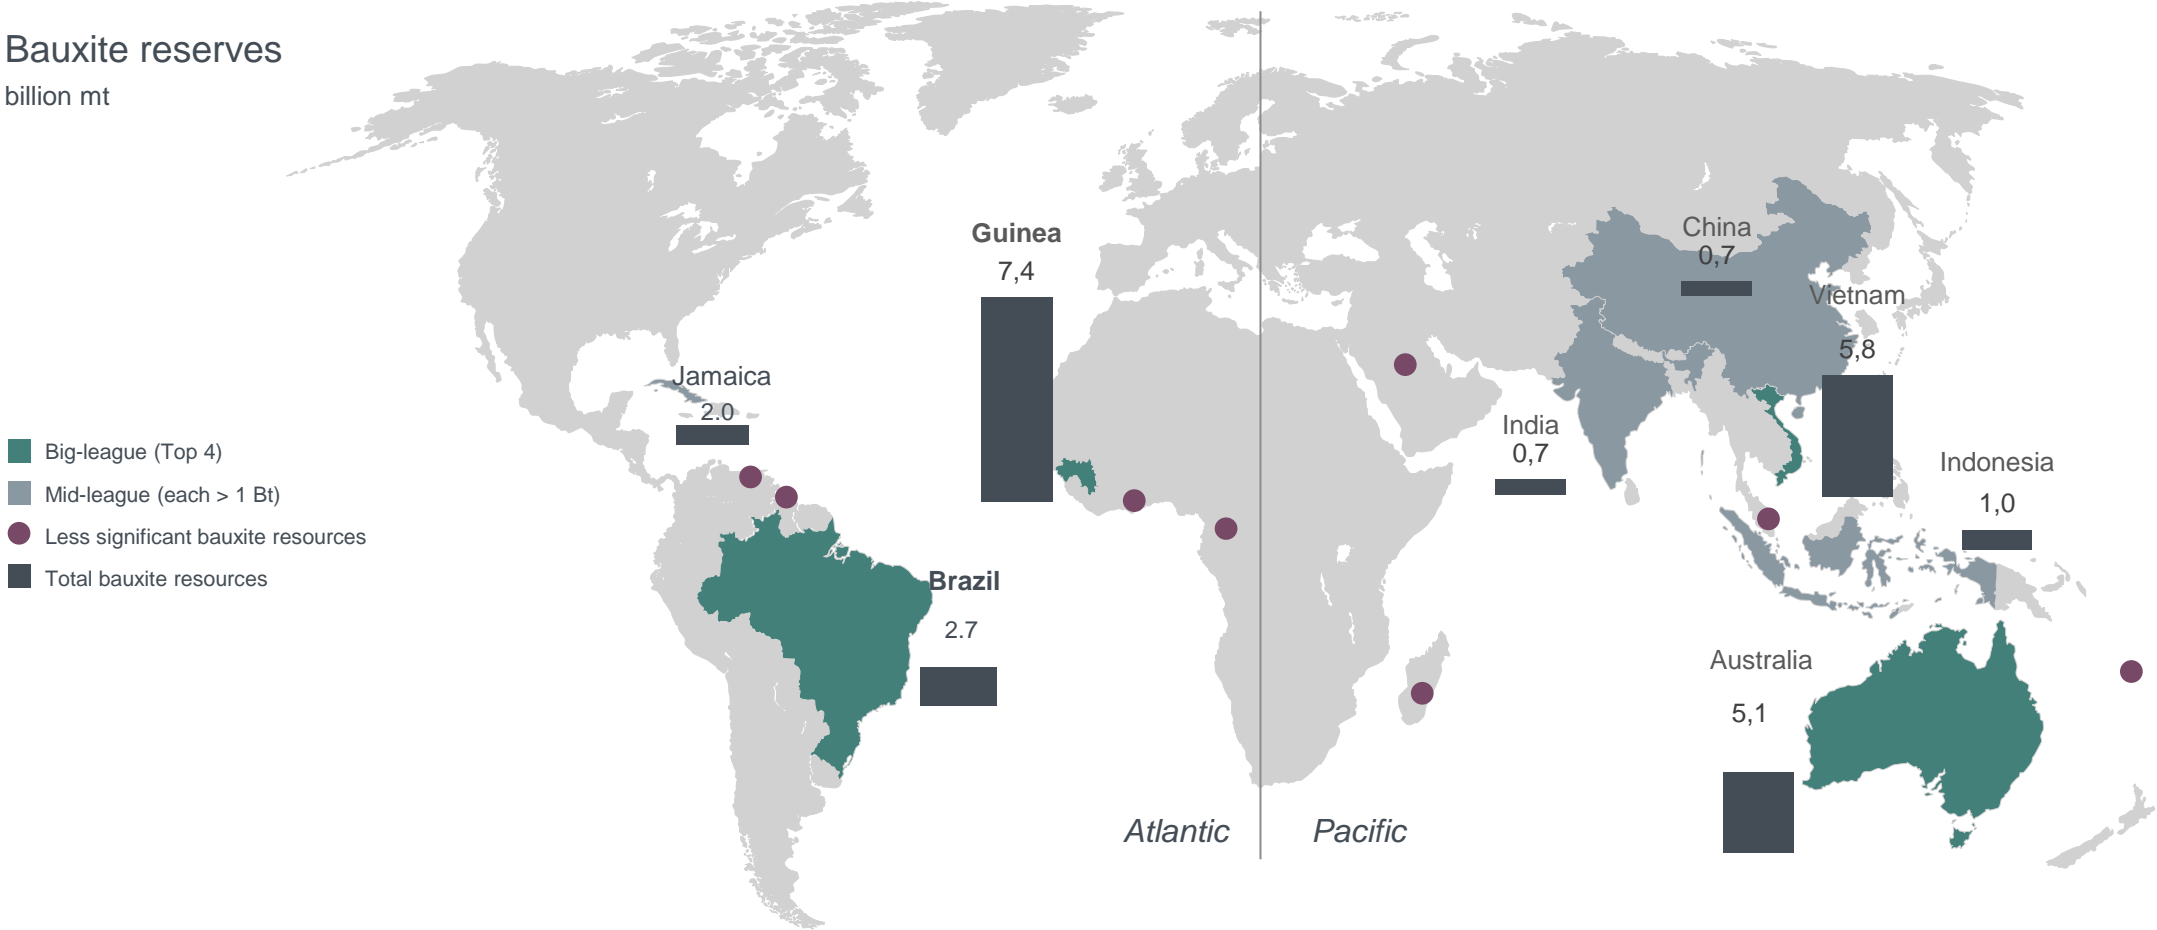 Bauxite reserves
billion mt
Guinea
7,4
China
0,7
Vietnam
5,8
Jamaica
2.0
India
0,7
Indonesia
1,0
Big-league (Top 4)
Mid-league (each > 1 Bt)
Less significant bauxite resources
Total bauxite resources
Brazil
2.7
Australia
5,1
Atlantic
Pacific